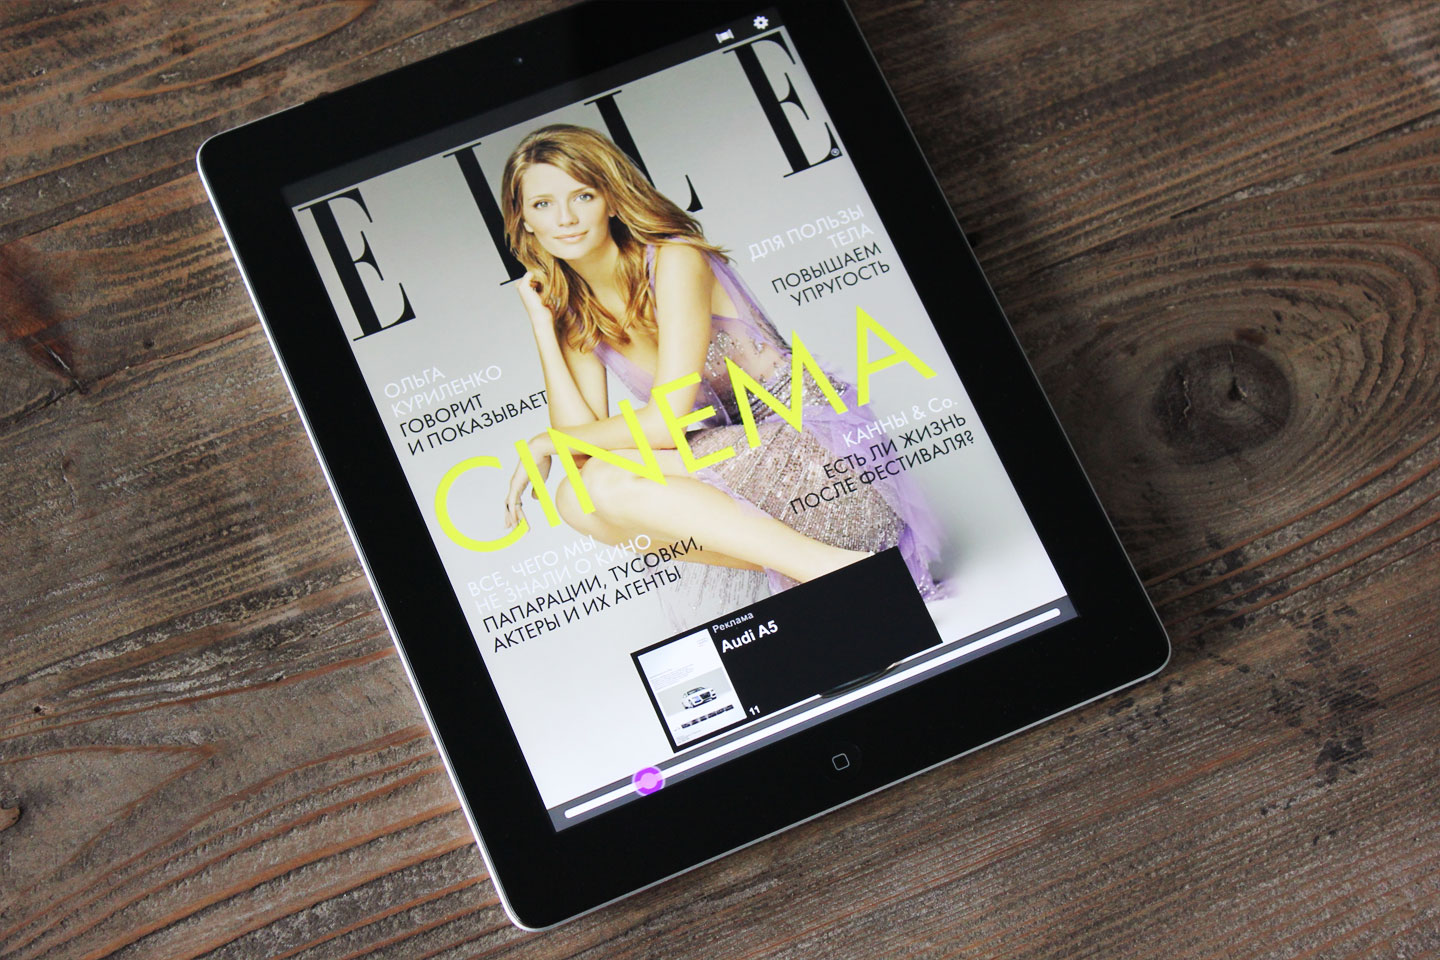 ELLE
ДЛЯ ПОЛЬЗЫ
ТЕЛА
ПОВЫШАЕМ
УПРУГОСТЬ
ОЛЬГА
КУРИЛЕНКО
ГОВОРИТ
И ПОКАЗЫВАЕТ
CINEMA
КАННЫ & Co.
ЕСТЬ ЛИ ЖИЗНЬ
ПОСЛЕ ФЕСТИВАЛЯ?
ВСЕ, ЧЕГО МЫ
НЕ ЗНАЛИ О КИНО
ПАПАРАЦИИ, ТУСОВКИ,
АКТЕРЫ И ИХ АГЕНТЫ
Реклама
Audi A5
11